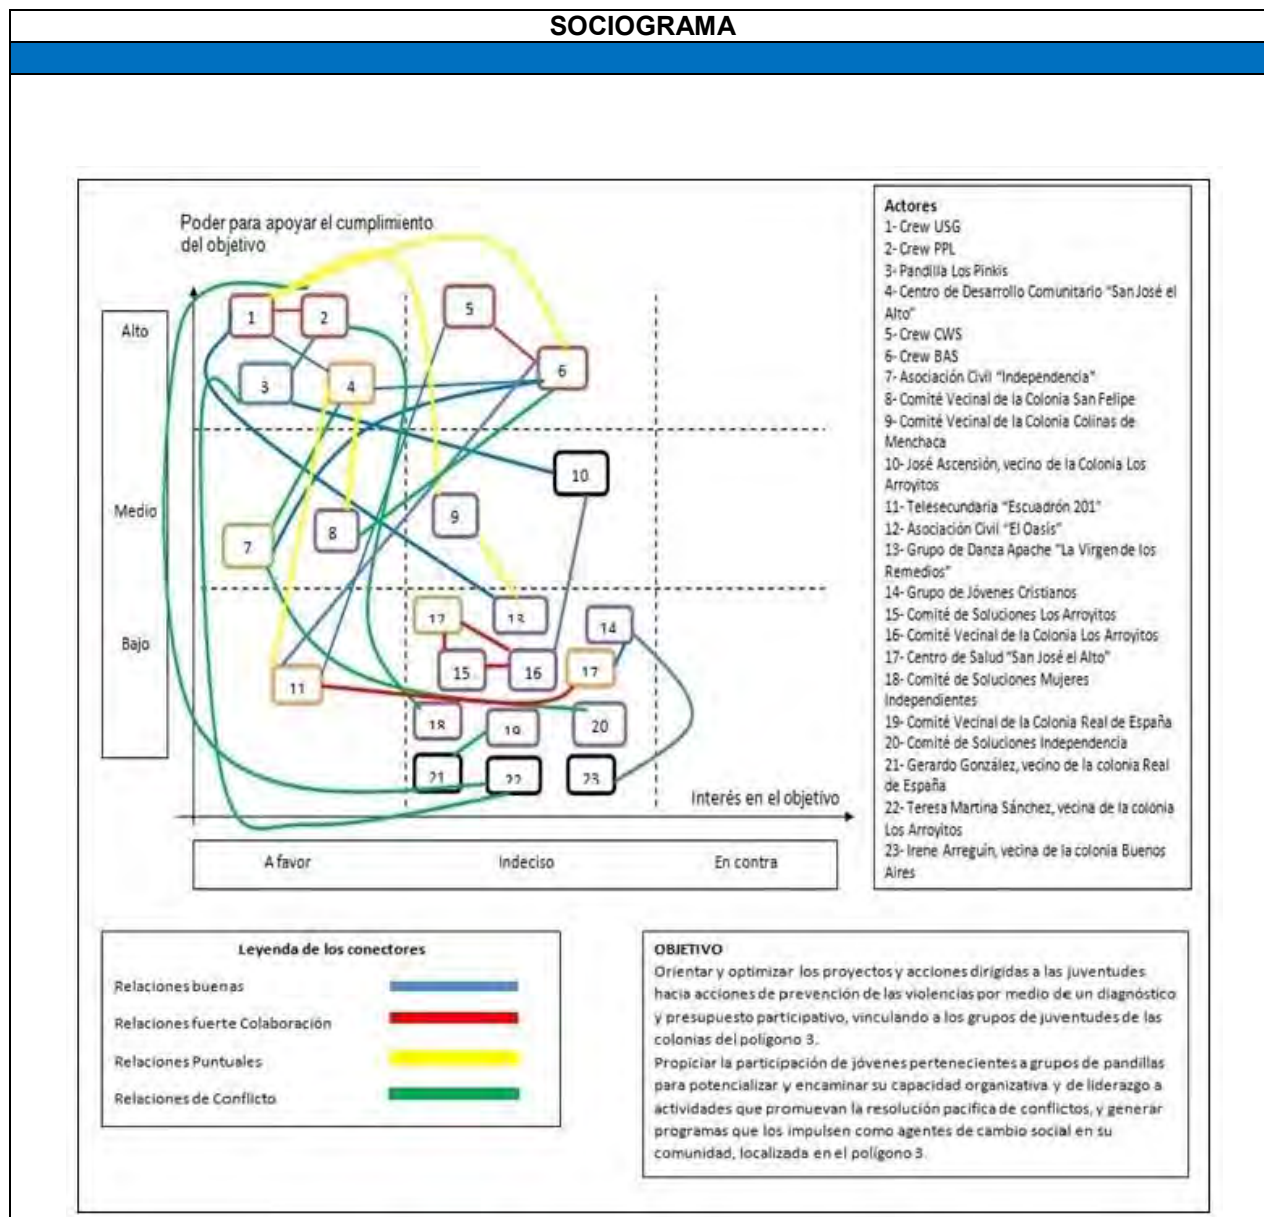 SOCIOGRAMA
Poder para apoyar el cumplimiento
del objetivo
Alto
Medio
Bajo
1
2
3
4
5
6
7
8
9
10
11
12
13
14
15
16
17
18
19
20
21
22
23
Interés en el objetivo
A favor
Indeciso
En contra
Actores
1- Crew USG
2- Crew PPL
3- Pandilla Los Pinkis
4- Centro de Desarrollo Comunitario "San José el
Alto"
5- Crew CWS
6- Crew BAS
7- Asociación Civil "Independencia"
8- Comité Vecinal de la Colonia San Felipe
9- Comité Vecinal de la Colonia Colinas de
Menchaca
10- José Ascensión, vecino de la Colonia Los
Arroyitos
11- Telesecundaria "Escuadrón 201"
12- Asociación Civil "El Oasis"
13- Grupo de Danza Apache "La Virgen de los
Remedios"
14- Grupo de Jóvenes Cristianos
15- Comité de Soluciones Los Arroyitos
16- Comité Vecinal de la Colonia Los Arroyitos
17- Centro de Salud "San José el Alto"
18- Comité de Soluciones Mujeres
Independientes
19- Comité Vecinal de la Colonia Real de España
20- Comité de Soluciones Independencia
21- Gerardo González, vecino de la colonia Real
de España
22- Teresa Martina Sánchez, vecina de la colonia
Los Arroyitos
23- Irene Arreguín, vecina de la colonia Buenos
Aires
Leyenda de los conectores
Relaciones buenas
Relaciones fuerte Colaboración
Relaciones Puntuales
Relaciones de Conflicto
OBJETIVO
Orientar y optimizar los proyectos y acciones dirigidas a las juventudes
hacia acciones de prevención de las violencias por medio de un diagnóstico
y presupuesto participativo, vinculando a los grupos de juventudes de las
colonias del polígono 3.
Propiciar la participación de jóvenes pertenecientes a grupos de pandillas
para potencializar y encaminar su capacidad organizativa y de liderazgo a
actividades que promuevan la resolución pacifica de conflictos, y generar
programas que los impulsen como agentes de cambio social en su
comunidad, localizada en el polígono 3.